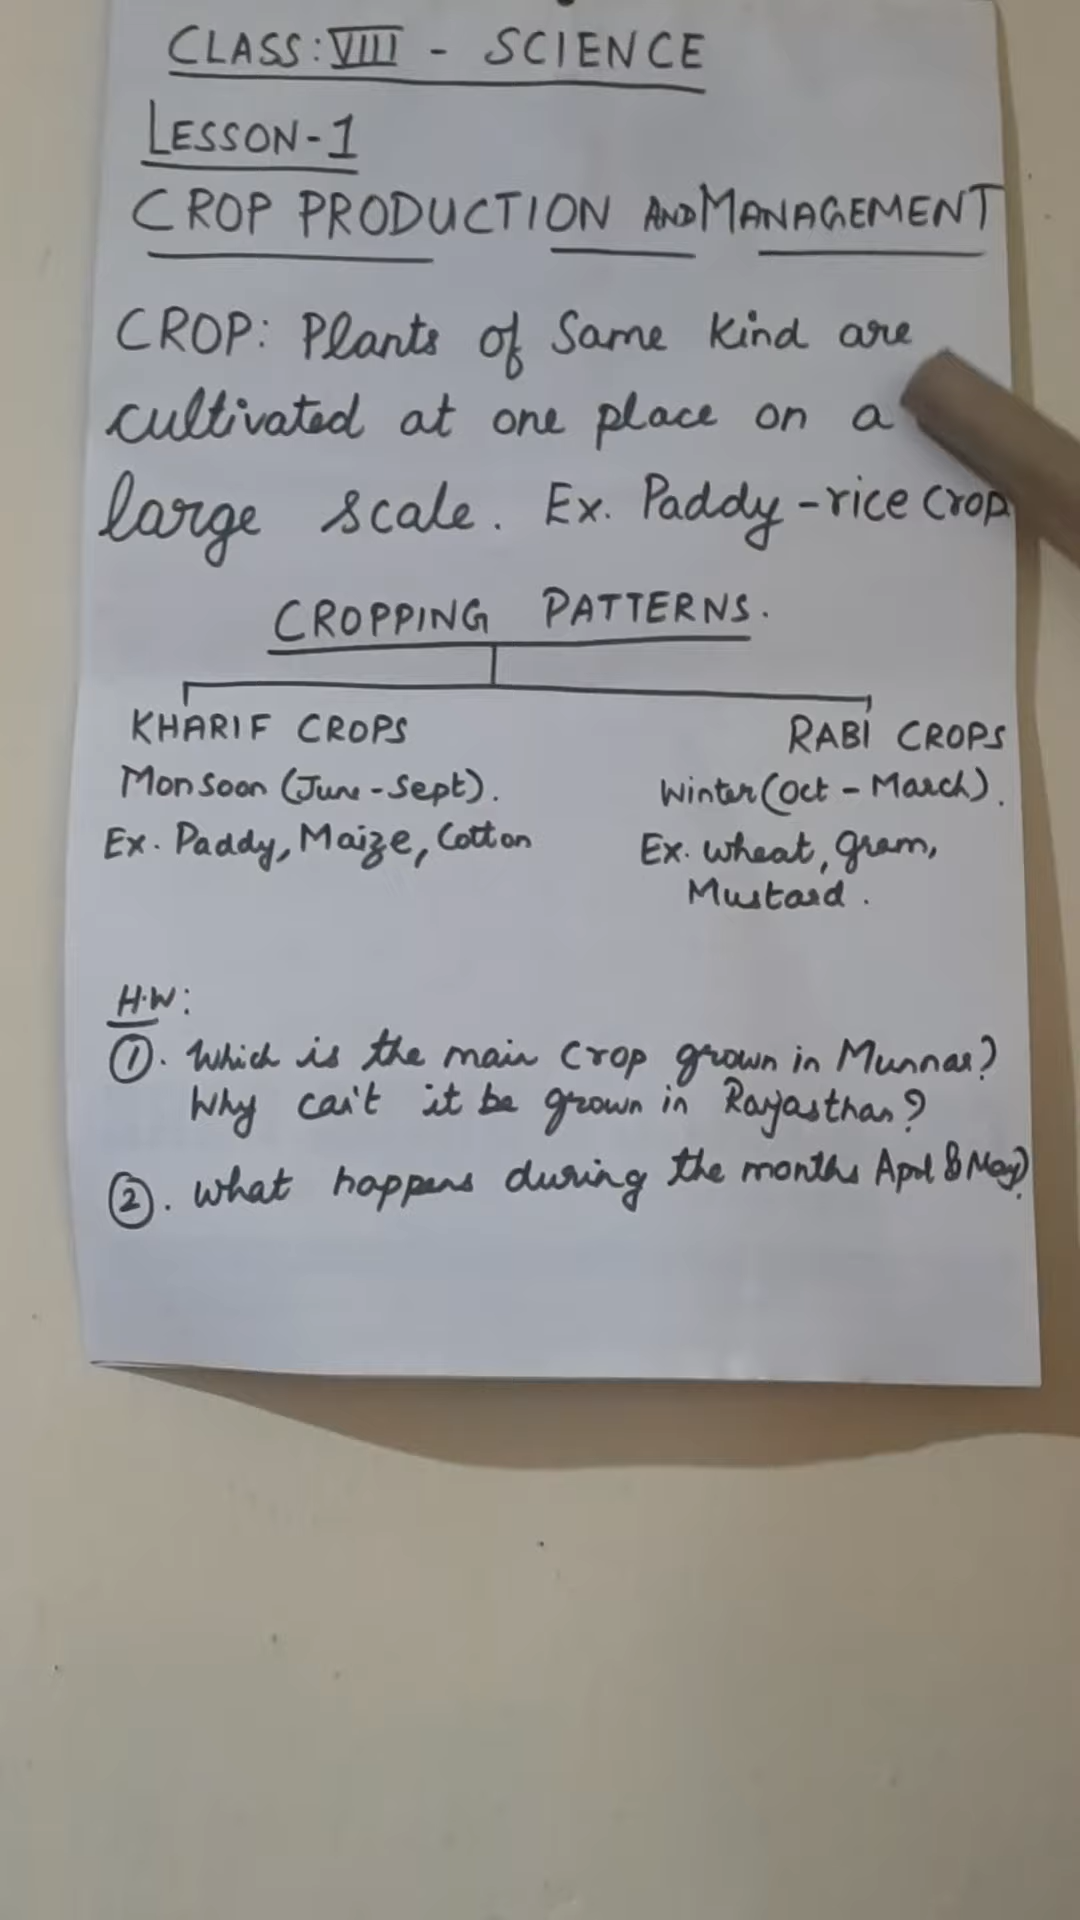 CLASS: VIII - SCIENCE
LESSON-1
CROP PRODUCTION AND MANAGEMENT
CROP: Plants of Same Kind are
cultivated at one place on a
large scale. Ex. Paddy - rice Crop
CROPPING PATTERNS.
KHARIF CROPS
Monsoon (June - Sept).
Ex. Paddy, Maize, Cotton
RABI CROPS
Winter (Oct - March).
Ex. Wheat, gram,
Mustard.
H.W:
1. Which is the main Crop grown in Munnar?
Why can't it be grown in Rajasthan?
2. What happens during the months April & May?